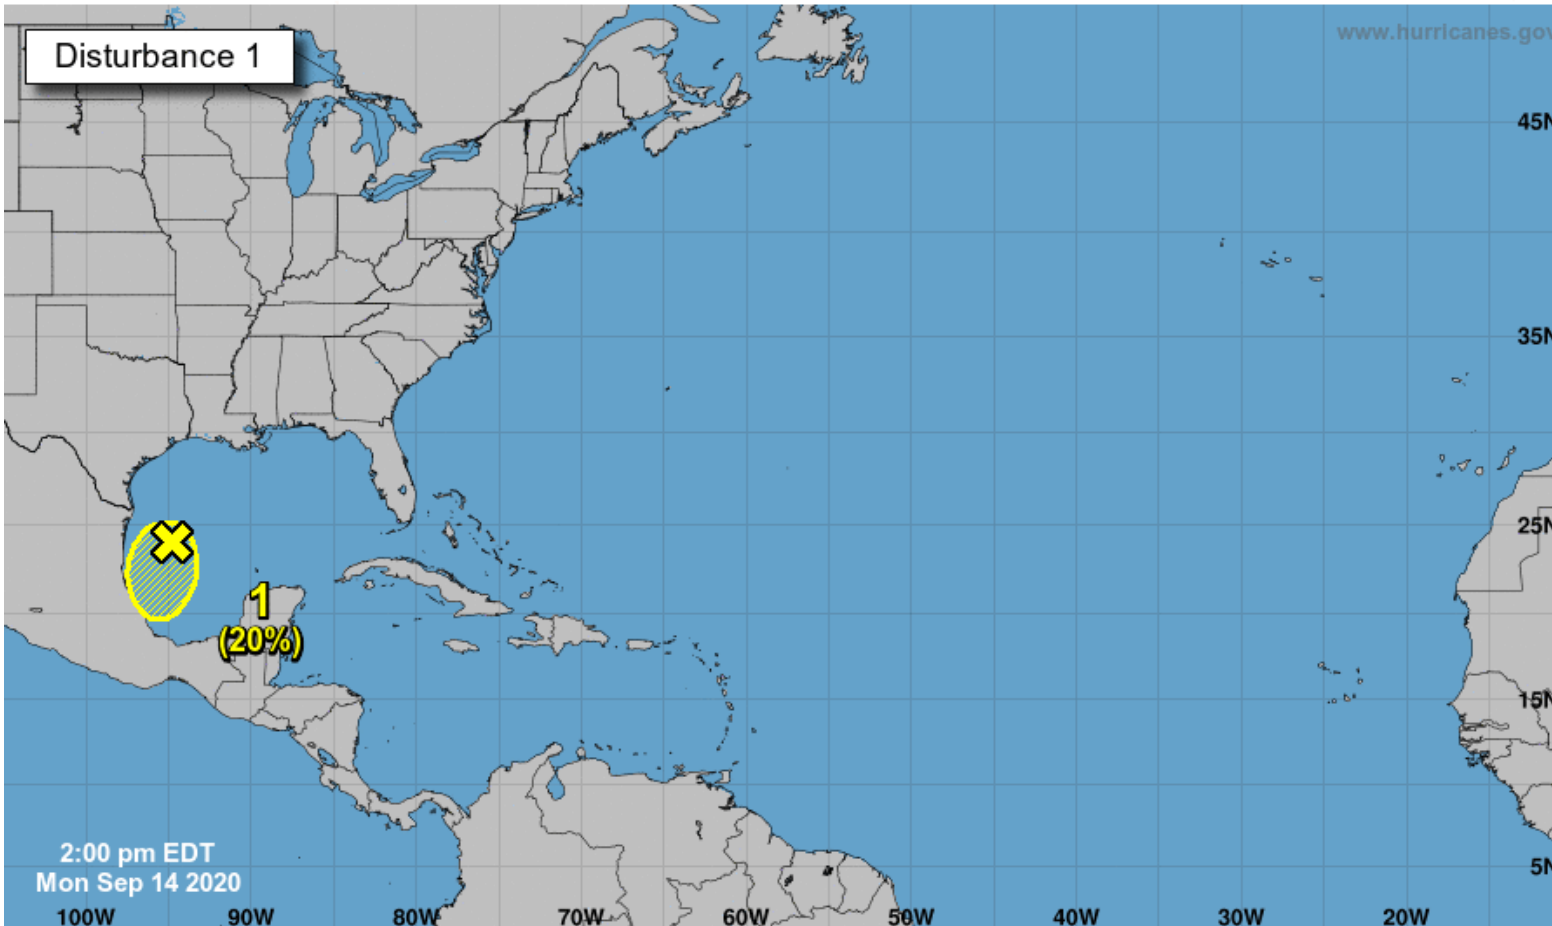 Disturbance 1
www.hurricanes.gov
45N
35N
25N
1
(20%)
15N
5N
2:00 pm EDT
Mon Sep 14 2020
100W 90W 80W 70W 60W 50W 40W 30W 20W